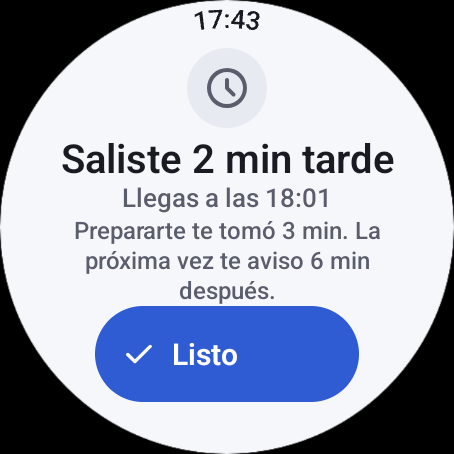 17:43
Saliste 2 min tarde
Llegas a las 18:01
Prepararte te tomó 3 min. La
próxima vez te aviso 6 min
después.
Listo